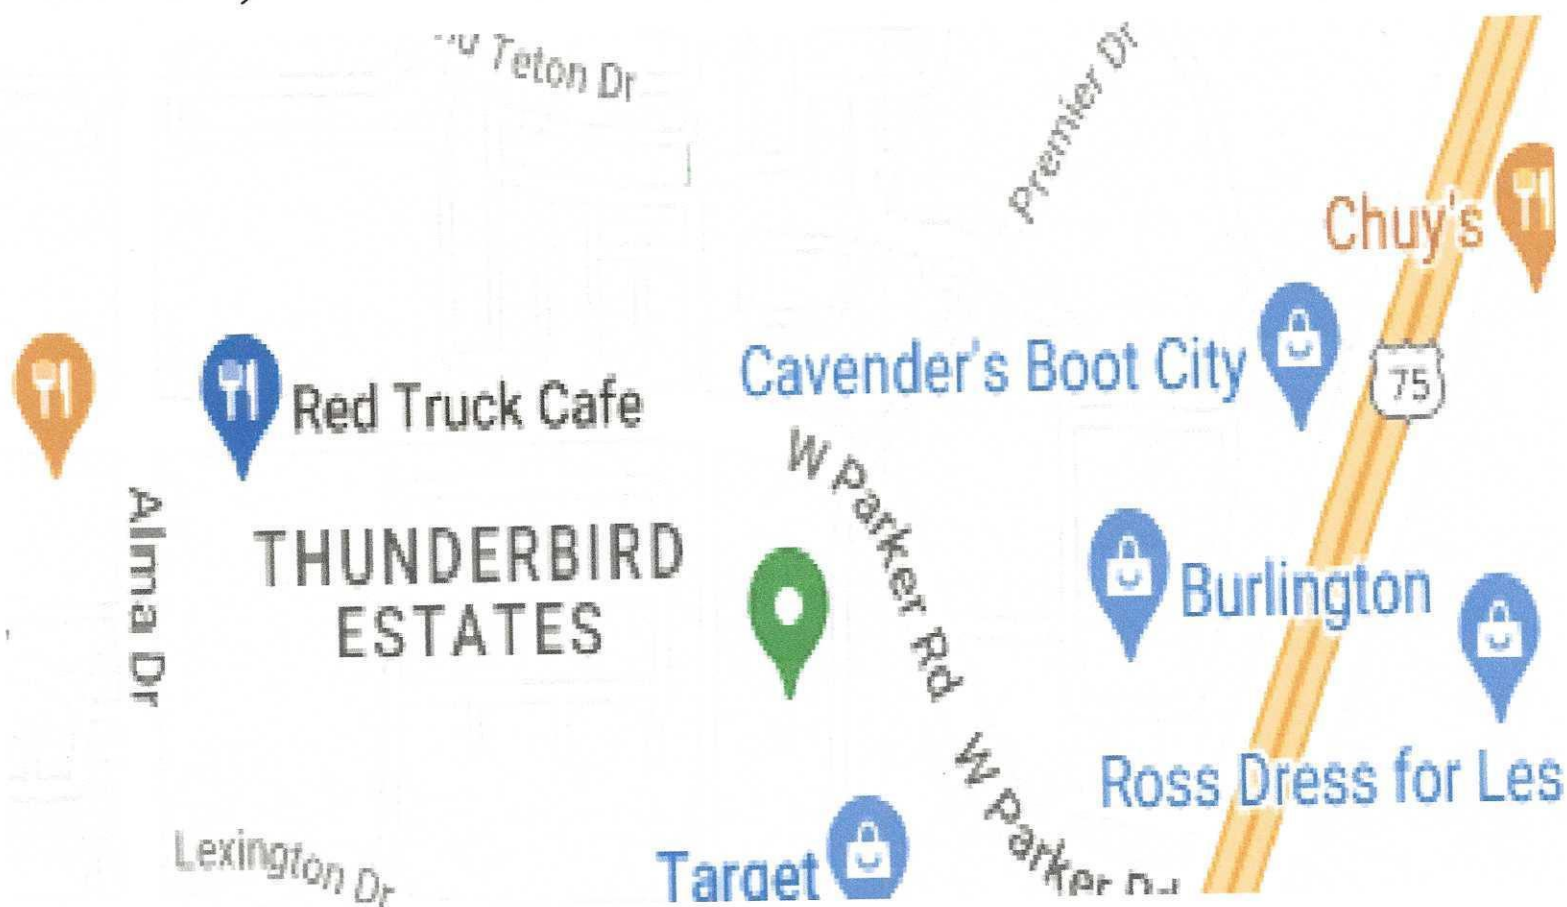 Teton Dr
Premier Dr
Chuy's
Cavender's Boot City
75
Red Truck Cafe
W Parker Rd
Alma Dr
THUNDERBIRD
ESTATES
Burlington
W Parker Rd
Ross Dress for Les
Lexington Dr
Target